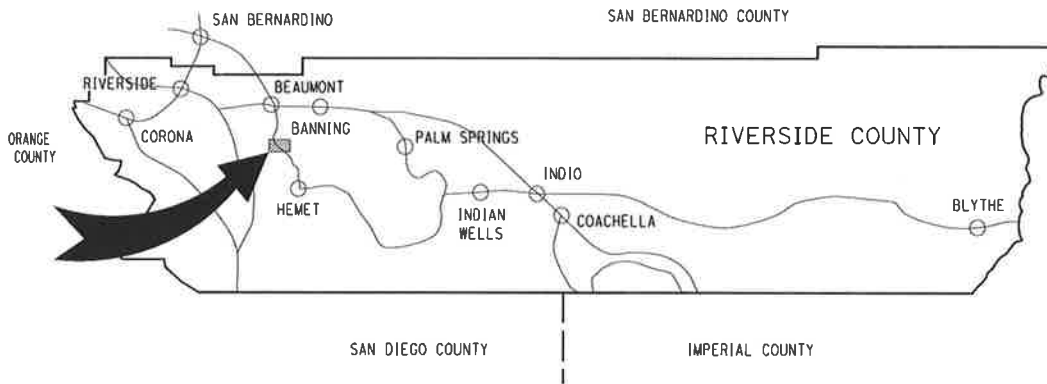 SAN BERNARDINO
SAN BERNARDINO COUNTY
RIVERSIDE
BEAUMONT
CORONA
BANNING
ORANGE
COUNTY
PALM SPRINGS
RIVERSIDE COUNTY
HEMET
INDIAN
WELLS
INDIO
COACHELLA
BLYTHE
SAN DIEGO COUNTY
IMPERIAL COUNTY